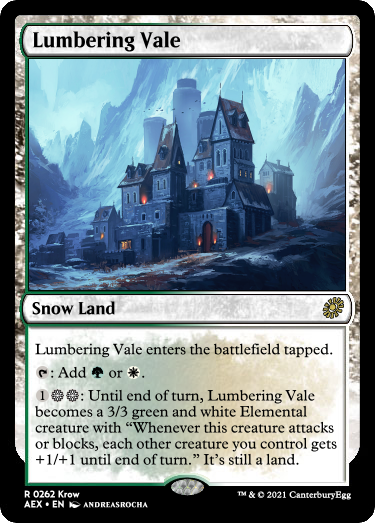 Lumbering Vale
Snow Land
Lumbering Vale enters the battlefield tapped.
: Add or .
1 : Until end of turn, Lumbering Vale
becomes a 3/3 green and white Elemental
creature with “Whenever this creature attacks
or blocks, each other creature you control gets
+1/+1 until end of turn.” It's still a land.
R 0262 Krow
AEX • EN ANDREASROCHA
™ & © 2021 CanterburyEgg